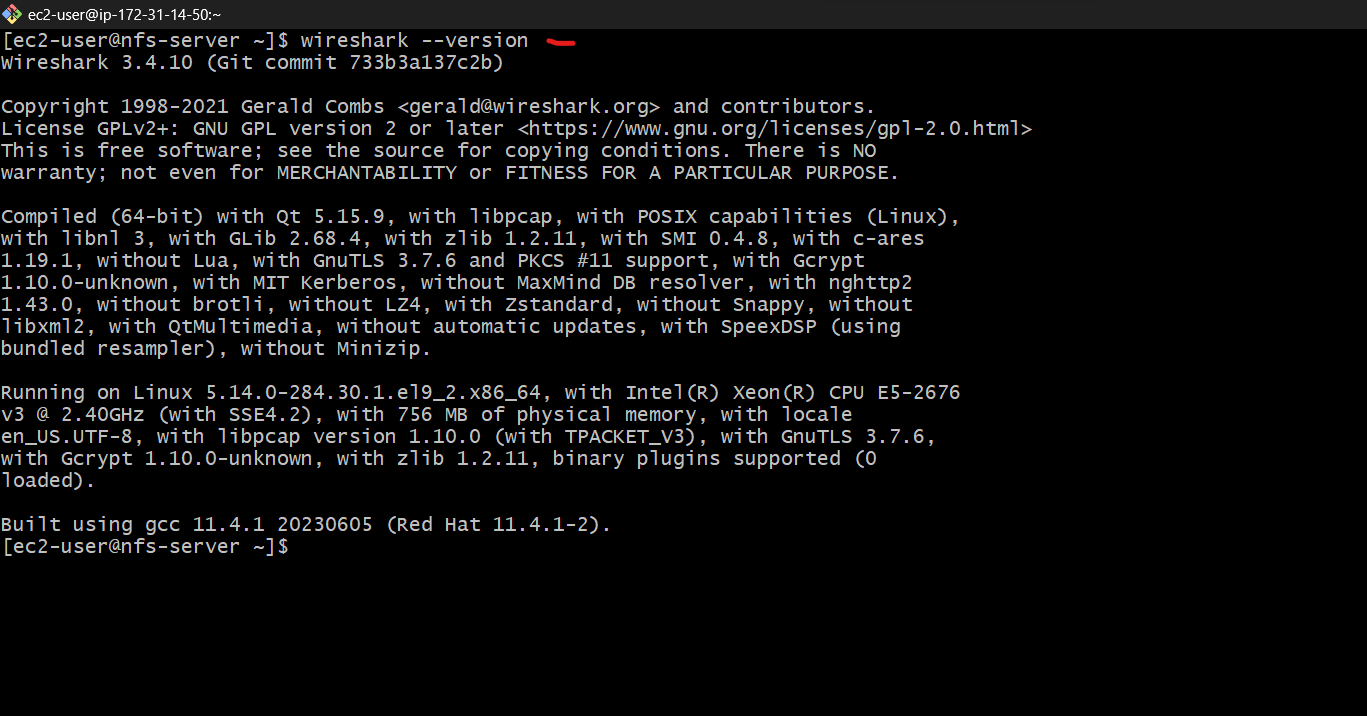 ec2-user@ip-172-31-14-50:~
[ec2-user@nfs-server ~]$ wireshark --version
Wireshark 3.4.10 (Git commit 733b3a137c2b)
Copyright 1998-2021 Gerald Combs <gerald@wireshark.org> and contributors.
License GPLv2+: GNU GPL version 2 or later <https://www.gnu.org/licenses/gpl-2.0.html>
This is free software; see the source for copying conditions. There is NO
warranty; not even for MERCHANTABILITY or FITNESS FOR A PARTICULAR PURPOSE.
Compiled (64-bit) with Qt 5.15.9, with libpcap, with POSIX capabilities (Linux),
with libnl 3, with GLib 2.68.4, with zlib 1.2.11, with SMI 0.4.8, with c-ares
1.19.1, without Lua, with GnuTLS 3.7.6 and PKCS #11 support, with Gcrypt
1.10.0-unknown, with MIT Kerberos, without MaxMind DB resolver, with nghttp2
1.43.0, without brotli, without LZ4, with Zstandard, without Snappy, without
libxml2, with QtMultimedia, without automatic updates, with SpeexDSP (using
bundled resampler), without Minizip.
Running on Linux 5.14.0-284.30.1.el9_2.x86_64, with Intel(R) Xeon(R) CPU E5-2676
v3 @ 2.40GHz (with SSE4.2), with 756 MB of physical memory, with locale
en_US.UTF-8, with libpcap version 1.10.0 (with TPACKET_V3), with GnuTLS 3.7.6,
with Gcrypt 1.10.0-unknown, with zlib 1.2.11, binary plugins supported (0
loaded).
Built using gcc 11.4.1 20230605 (Red Hat 11.4.1-2).
[ec2-user@nfs-server ~]$